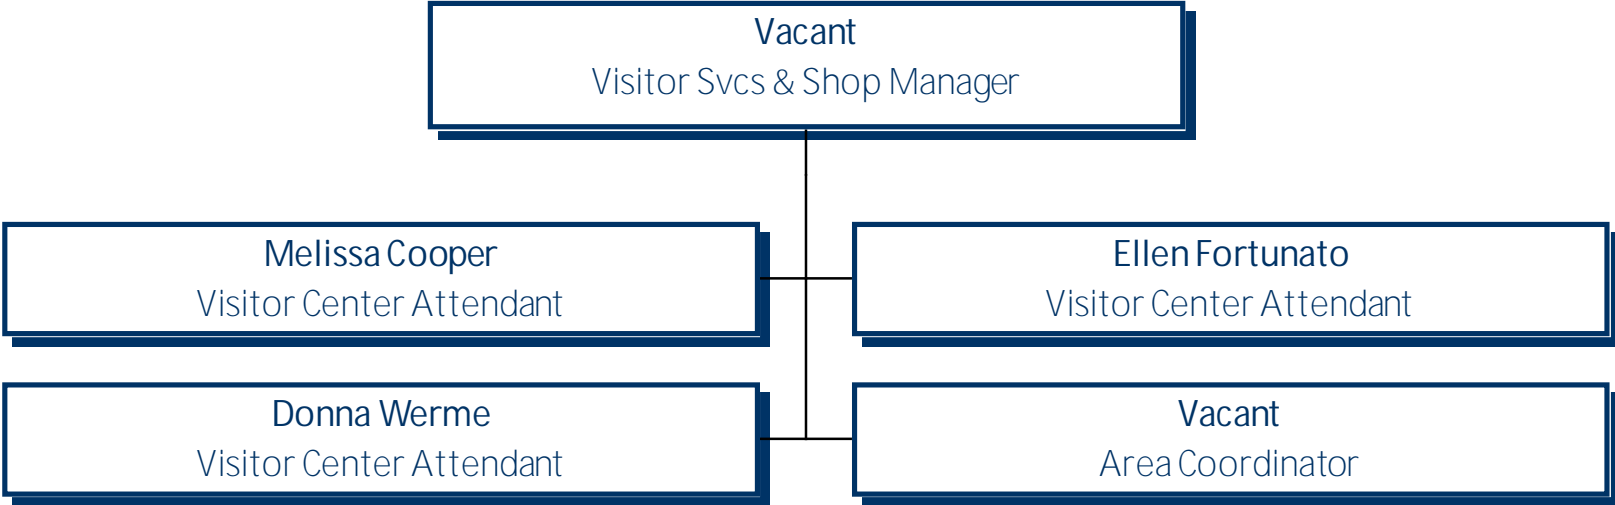 Vacant
Visitor Svcs & Shop Manager
Melissa Cooper
Visitor Center Attendant
Ellen Fortunato
Visitor Center Attendant
Donna Werme
Visitor Center Attendant
Vacant
Area Coordinator